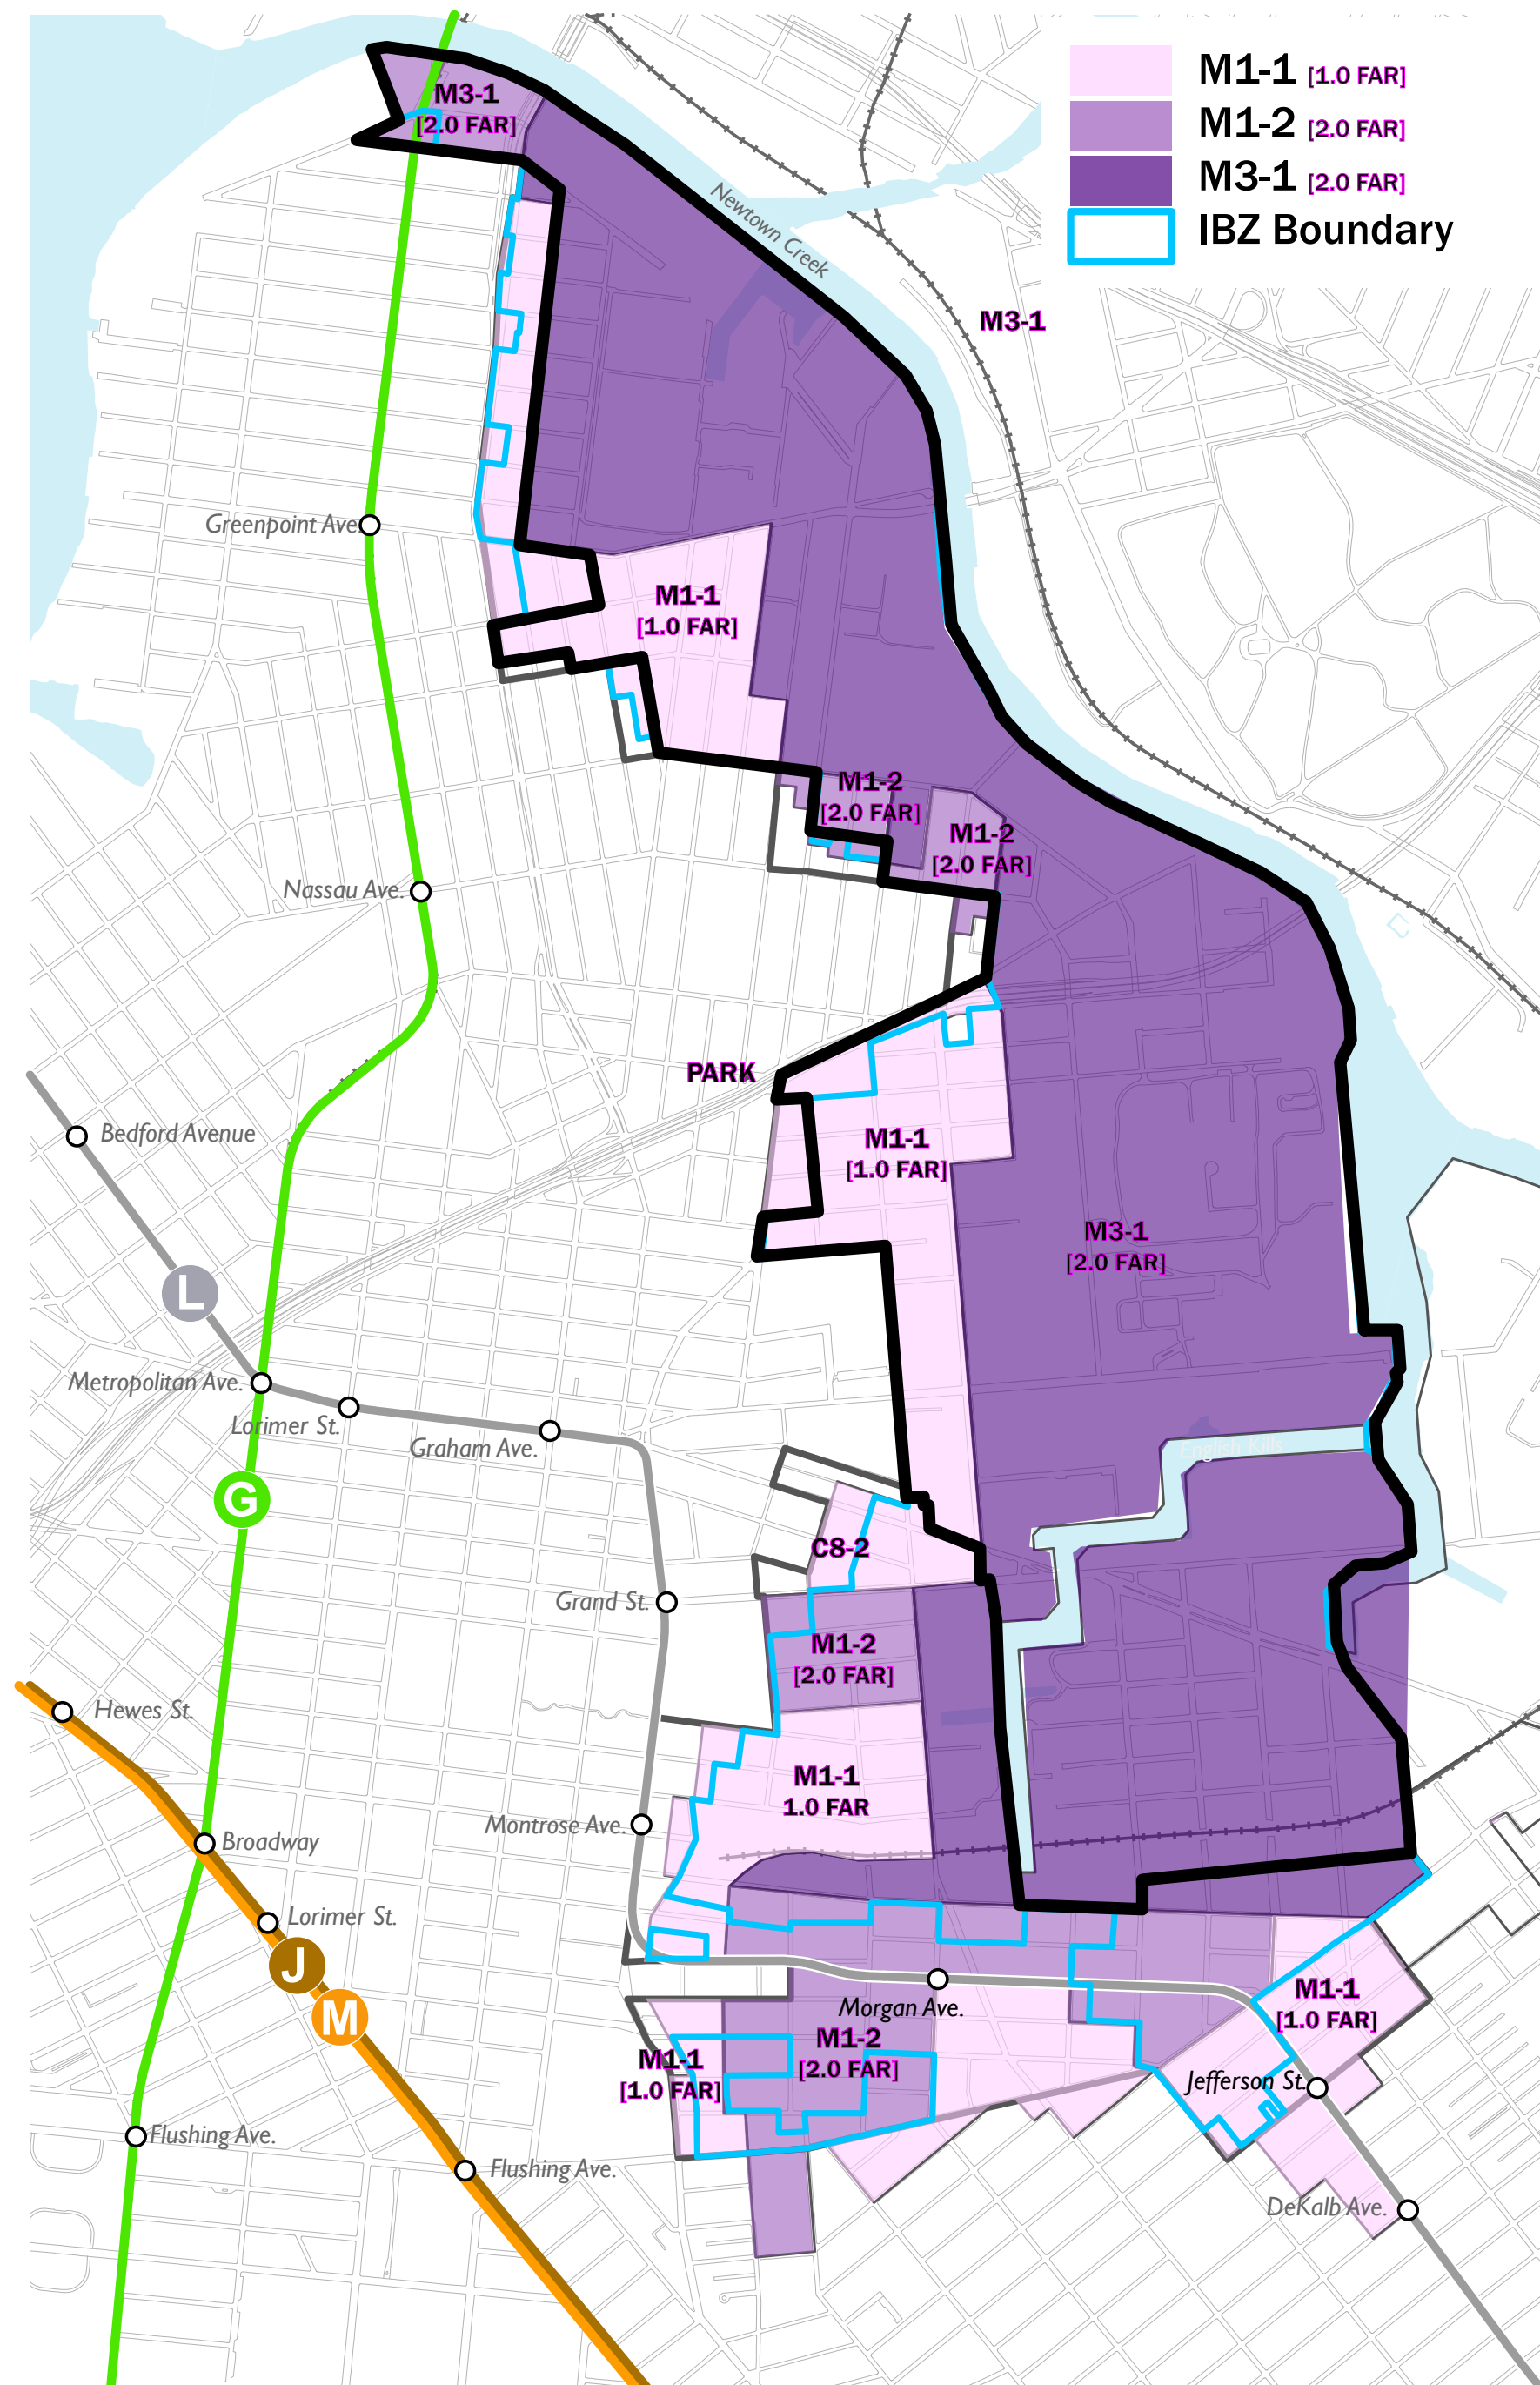 M1-1 [1.0 FAR]
M1-2 [2.0 FAR]
M3-1 [2.0 FAR]
IBZ Boundary
M3-1
[2.0 FAR]
Newtown Creek
M3-1
Greenpoint Ave.
M1-1
[1.0 FAR]
M1-2
[2.0 FAR]
M1-2
[2.0 FAR]
Nassau Ave.
PARK
Bedford Avenue
M1-1
[1.0 FAR]
M3-1
[2.0 FAR]
L
Metropolitan Ave.
Lorimer St.
Graham Ave.
English Kills
G
C8-2
Grand St.
M1-2
[2.0 FAR]
Hewes St.
M1-1
1.0 FAR
Montrose Ave.
Broadway
Lorimer St.
J
M
Morgan Ave.
M1-1
[1.0 FAR]
M1-2
[2.0 FAR]
M1-1
[1.0 FAR]
Jefferson St.
Flushing Ave.
Flushing Ave.
DeKalb Ave.